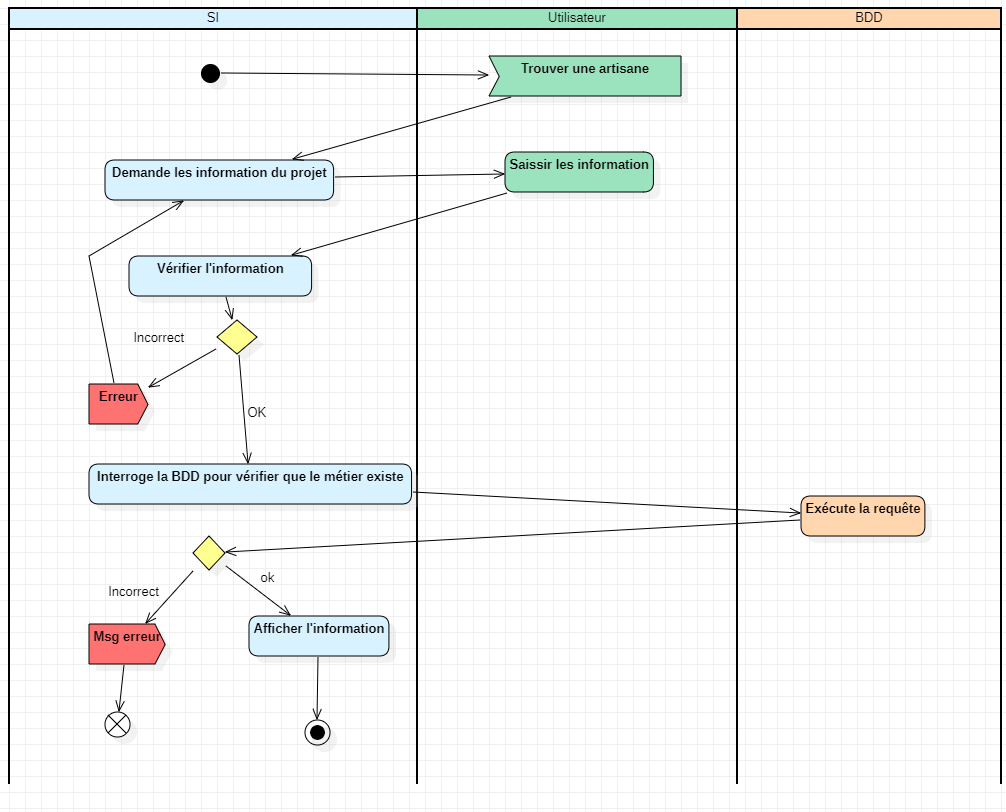 SI
Utilisateur
BDD
Trouver une artisane
Demande les information du projet
Saissir les information
Vérifier l'information
Incorrect
Erreur
OK
Interroge la BDD pour vérifier que le métier existe
Exécute la requête
Incorrect
ok
Msg erreur
Afficher l'information